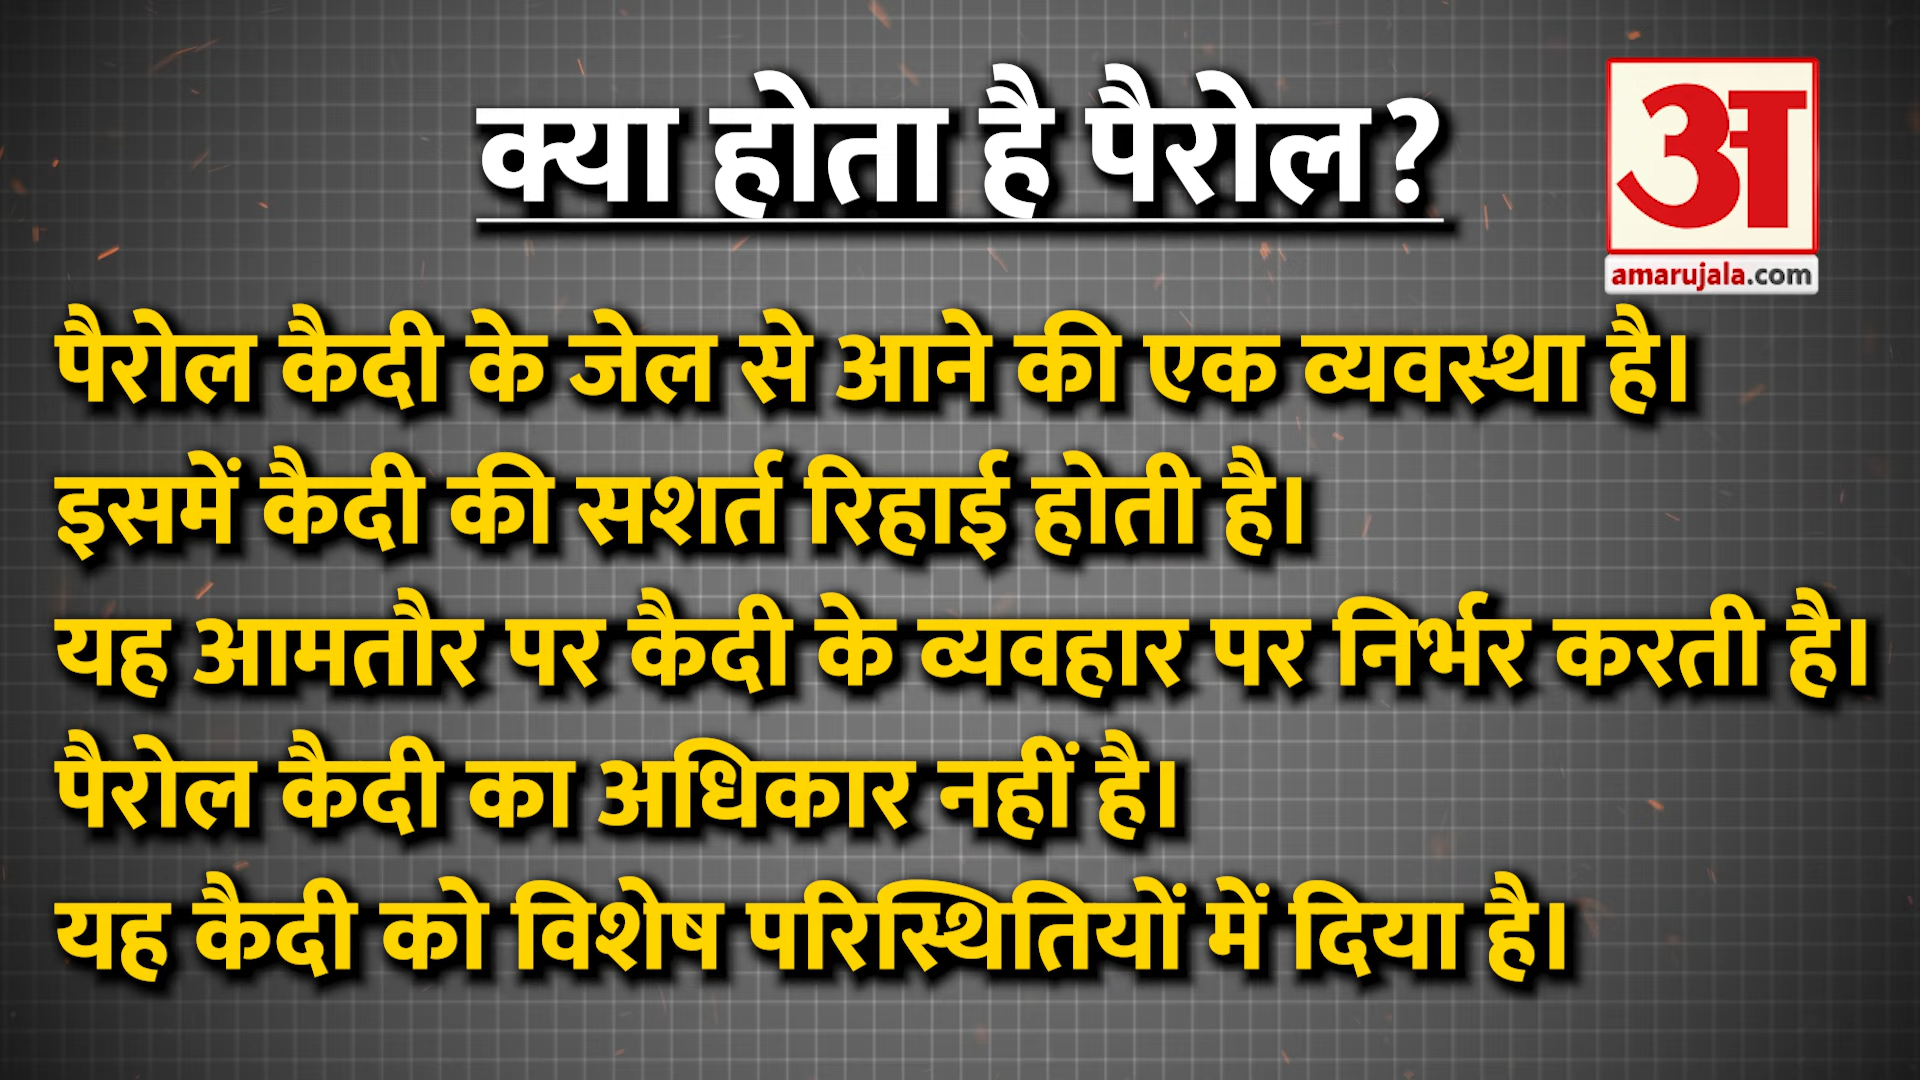 क्या होता है पैरोल?
अ
amarujala.com
पैरोल कैदी के जेल से आने की एक व्यवस्था है।
इसमें कैदी की सशर्त रिहाई होती है।
यह आमतौर पर कैदी के व्यवहार पर निर्भर करती है।
पैरोल कैदी का अधिकार नहीं है।
यह कैदी को विशेष परिस्थितियों में दिया है।